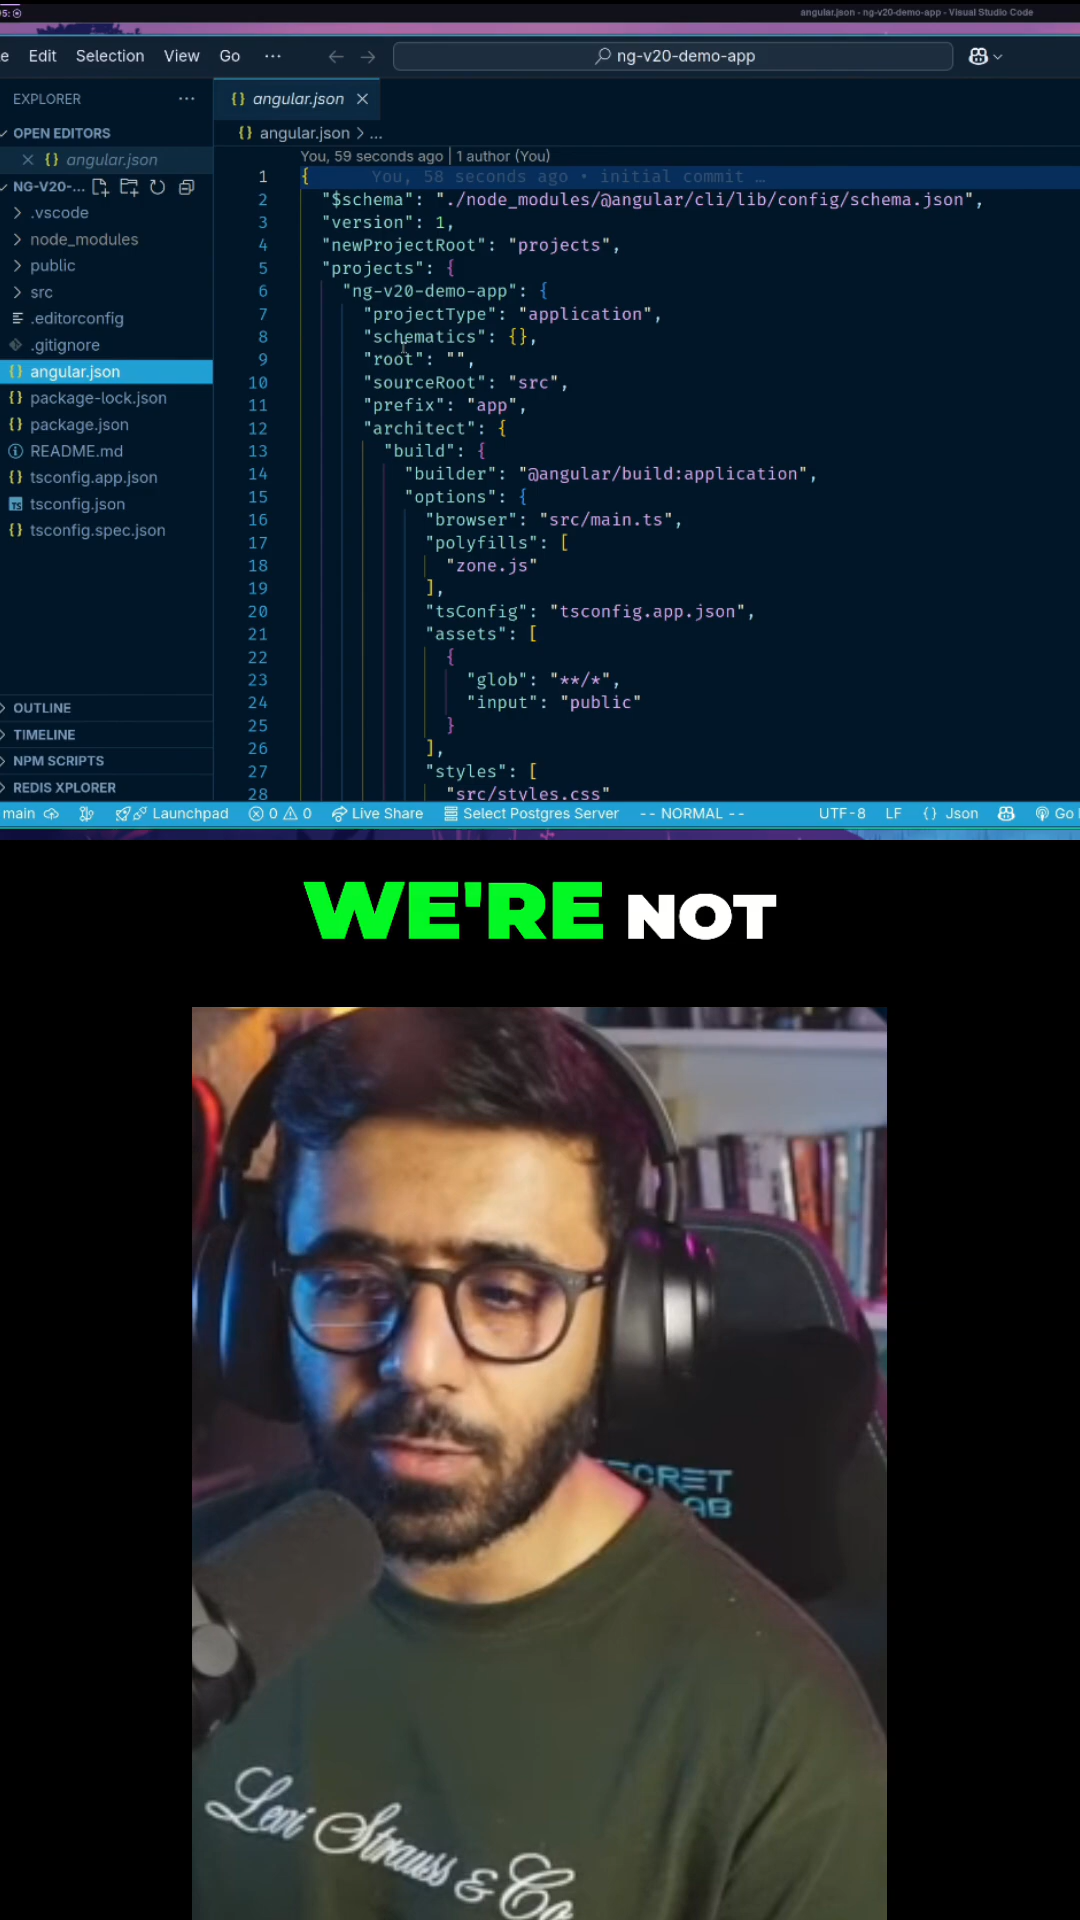 angular.json - ng-v20-demo-app - Visual Studio Code
Edit Selection View Go ··· ng-v20-demo-app
EXPLORER ···
OPEN EDITORS
angular.json
NG-V20-...
.vscode
node_modules
public
src
.editorconfig
.gitignore
angular.json
package-lock.json
package.json
README.md
tsconfig.app.json
tsconfig.json
tsconfig.spec.json
OUTLINE
TIMELINE
NPM SCRIPTS
REDIS XPLORER
{} angular.json
{} angular.json > ...
You, 59 seconds ago | 1 author (You)
1 { You, 58 seconds ago • initial commit …
2 "$schema": "./node_modules/@angular/cli/lib/config/schema.json",
3 "version": 1,
4 "newProjectRoot": "projects",
5 "projects": {
6 "ng-v20-demo-app": {
7 "projectType": "application",
8 "schematics": {},
9 "root": "",
10 "sourceRoot": "src",
11 "prefix": "app",
12 "architect": {
13 "build": {
14 "builder": "@angular/build:application",
15 "options": {
16 "browser": "src/main.ts",
17 "polyfills": [
18 "zone.js"
19 ],
20 "tsConfig": "tsconfig.app.json",
21 "assets": [
22 {
23 "glob": "**/*",
24 "input": "public"
25 }
26 ],
27 "styles": [
28 "src/styles.css"
main Launchpad 0 0 Live Share Select Postgres Server -- NORMAL -- UTF-8 LF {} Json Go
WE'RE NOT
Levi Strauss & Co